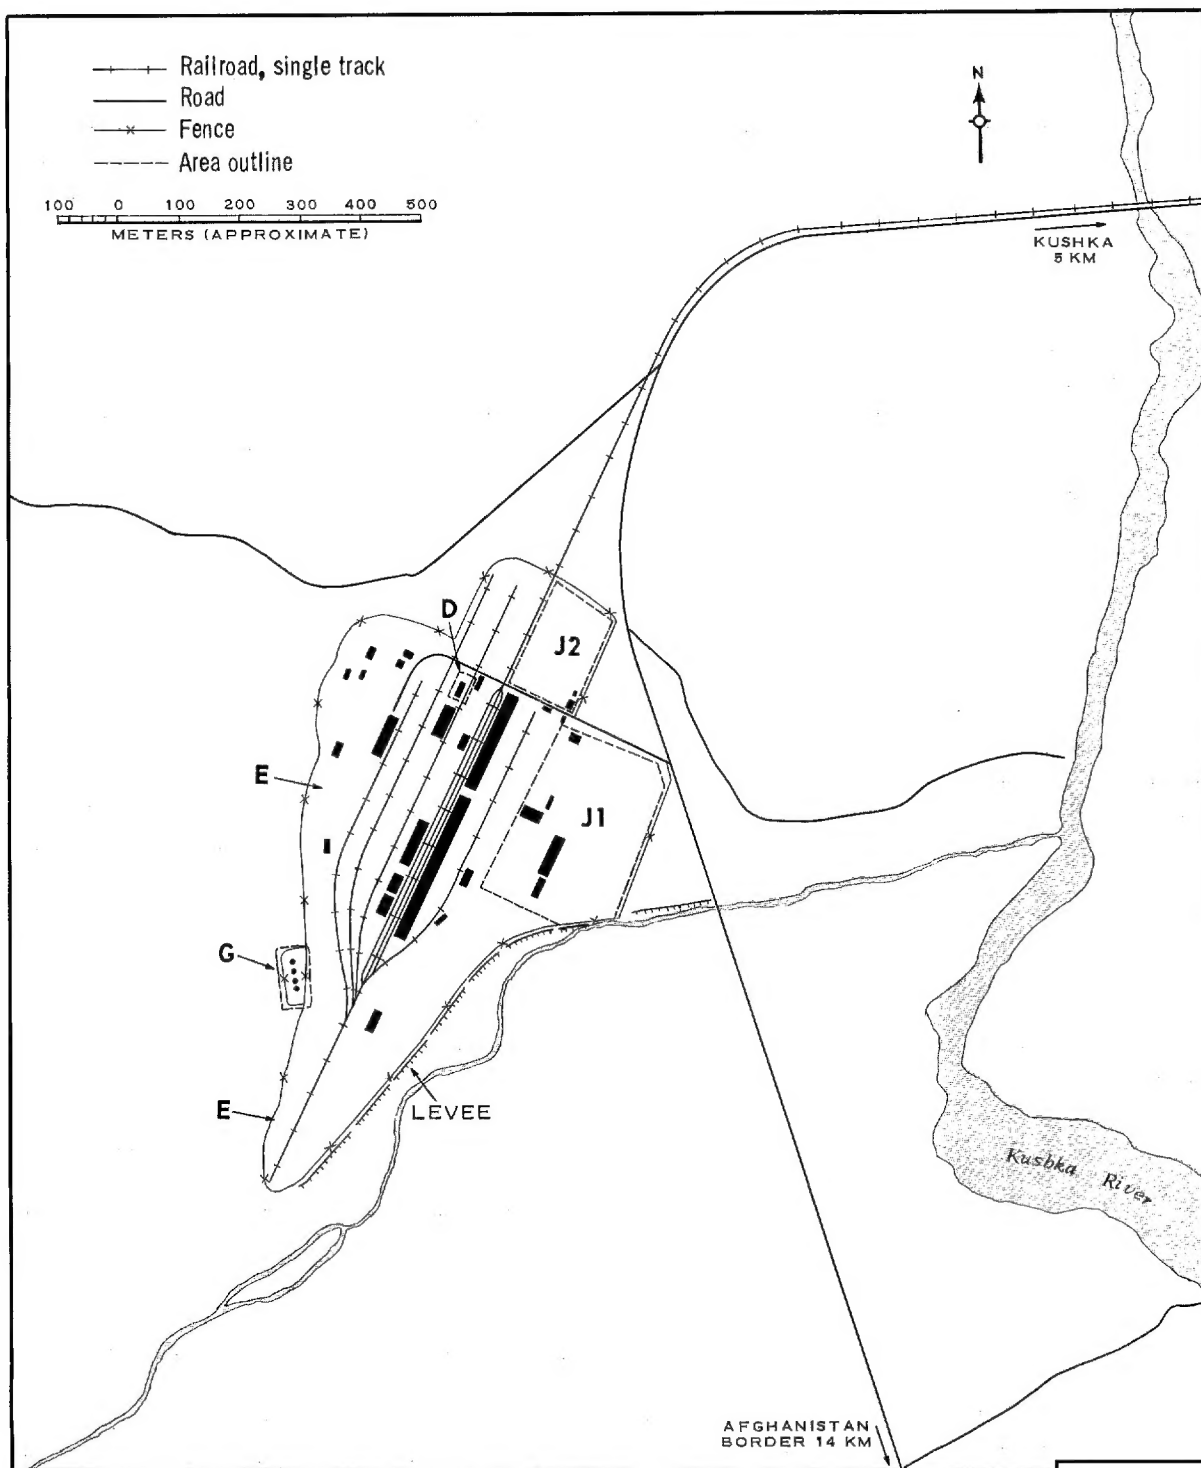 Railroad, single track
Road
Fence
Area outline
100 0 100 200 300 400 500
METERS (APPROXIMATE)
N
KUSHKA
5 KM
D
J2
E
J1
G
E
LEVEE
Kushka River
AFGHANISTAN
BORDER 14 KM